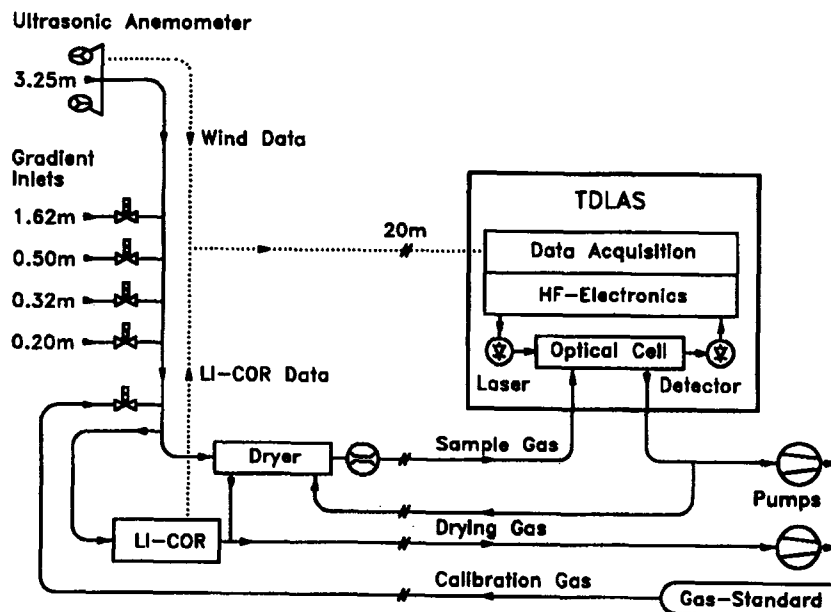 Ultrasonic Anemometer
3.25m
Wind Data
Gradient
Inlets
1.62m
0.50m
0.32m
0.20m
20m
TDLAS
Data Acquisition
HF-Electronics
Optical Cell
Laser
Detector
LI-COR Data
Dryer
Sample Gas
Pumps
LI-COR
Drying Gas
Calibration Gas
Gas-Standard